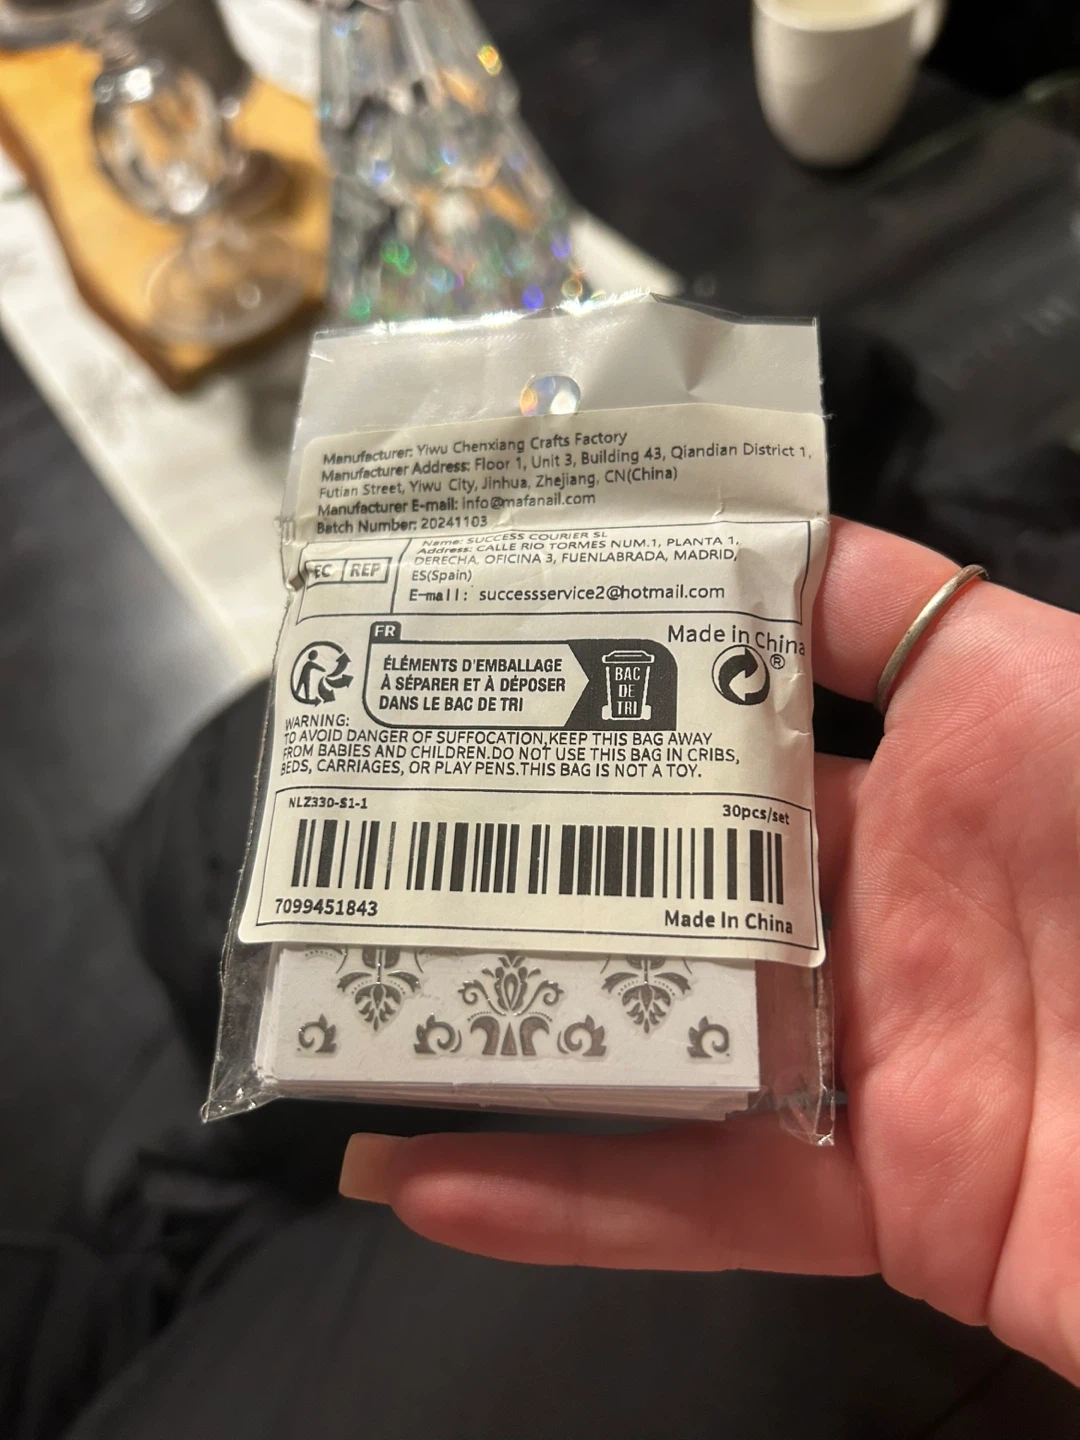 Manufacturer: Yiwu Chenxiang Crafts Factory
Manufacturer Address: Floor 1, Unit 3, Building 43, Qiandian District 1,
Futian Street, Yiwu City, Jinhua, Zhejiang, CN(China)
Manufacturer E-mail: info@mafanail.com
Batch Number: 20241103
EC REP
Name: SUCCESS COURIER SL
Address: CALLE RIO TORMES NUM.1, PLANTA 1,
DERECHA, OFICINA 3, FUENLABRADA, MADRID,
ES(Spain)
E-mail: successservice2@hotmail.com
FR
ÉLÉMENTS D'EMBALLAGE
À SÉPARER ET À DÉPOSER
DANS LE BAC DE TRI
BAC
DE
TRI
Made in China
®
WARNING:
TO AVOID DANGER OF SUFFOCATION,KEEP THIS BAG AWAY
FROM BABIES AND CHILDREN.DO NOT USE THIS BAG IN CRIBS,
BEDS, CARRIAGES, OR PLAY PENS.THIS BAG IS NOT A TOY.
NLZ330-S1-1
30pcs/set
7099451843
Made In China